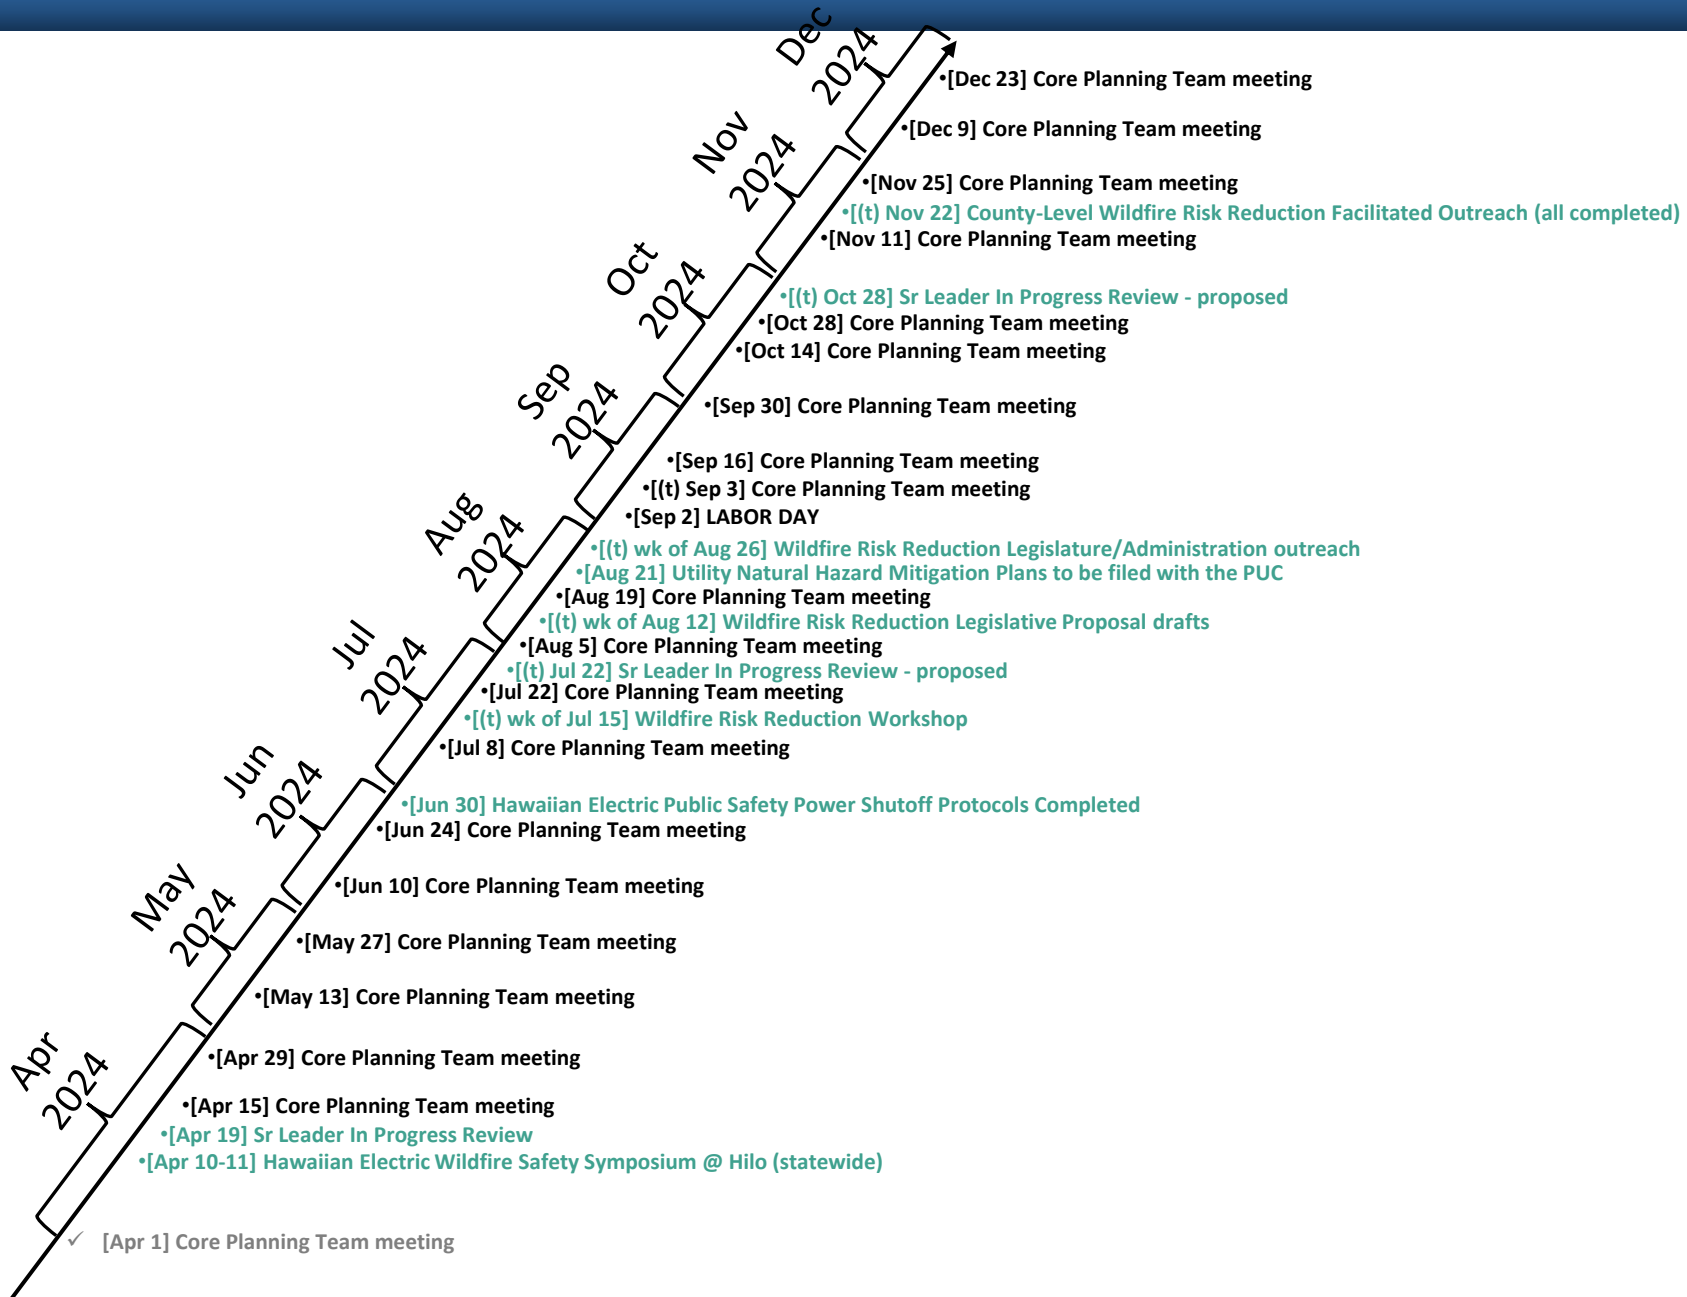 Dec
2024
•[Dec 23] Core Planning Team meeting
•[Dec 9] Core Planning Team meeting
Nov
2024
•[Nov 25] Core Planning Team meeting
•[(t) Nov 22] County-Level Wildfire Risk Reduction Facilitated Outreach (all completed)
•[Nov 11] Core Planning Team meeting
Oct
2024
•[(t) Oct 28] Sr Leader In Progress Review - proposed
•[Oct 28] Core Planning Team meeting
•[Oct 14] Core Planning Team meeting
Sep
2024
•[Sep 30] Core Planning Team meeting
•[Sep 16] Core Planning Team meeting
•[(t) Sep 3] Core Planning Team meeting
•[Sep 2] LABOR DAY
Aug
2024
•[(t) wk of Aug 26] Wildfire Risk Reduction Legislature/Administration outreach
•[Aug 21] Utility Natural Hazard Mitigation Plans to be filed with the PUC
•[Aug 19] Core Planning Team meeting
•[(t) wk of Aug 12] Wildfire Risk Reduction Legislative Proposal drafts
•[Aug 5] Core Planning Team meeting
Jul
2024
•[(t) Jul 22] Sr Leader In Progress Review - proposed
•[Jul 22] Core Planning Team meeting
•[(t) wk of Jul 15] Wildfire Risk Reduction Workshop
•[Jul 8] Core Planning Team meeting
Jun
2024
•[Jun 30] Hawaiian Electric Public Safety Power Shutoff Protocols Completed
•[Jun 24] Core Planning Team meeting
•[Jun 10] Core Planning Team meeting
May
2024
•[May 27] Core Planning Team meeting
•[May 13] Core Planning Team meeting
Apr
2024
•[Apr 29] Core Planning Team meeting
•[Apr 15] Core Planning Team meeting
•[Apr 19] Sr Leader In Progress Review
•[Apr 10-11] Hawaiian Electric Wildfire Safety Symposium @ Hilo (statewide)
✓ [Apr 1] Core Planning Team meeting